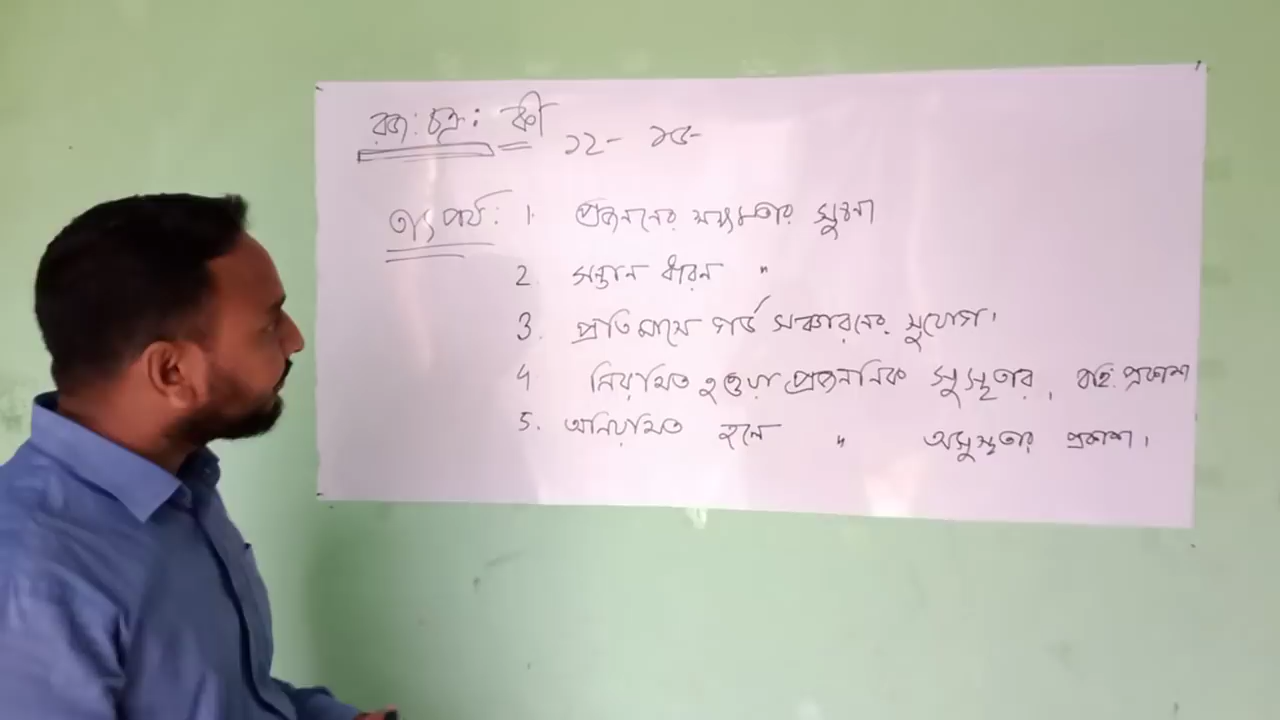 রজ: চক্র: স্ত্রী ১২- ১৫-
তাৎপর্য: 1. প্রজননের সক্ষমতার সুচনা
2. সন্তান ধারন "
3. প্রতিমাসে গর্ভ সঞ্চারনের সুযোগ।
4 নিয়মিত হওয়া প্রজননিক সুস্থতার, বহি:প্রকাশ
5. অনিয়মিত হলে " অসুস্থতার প্রকাশ।